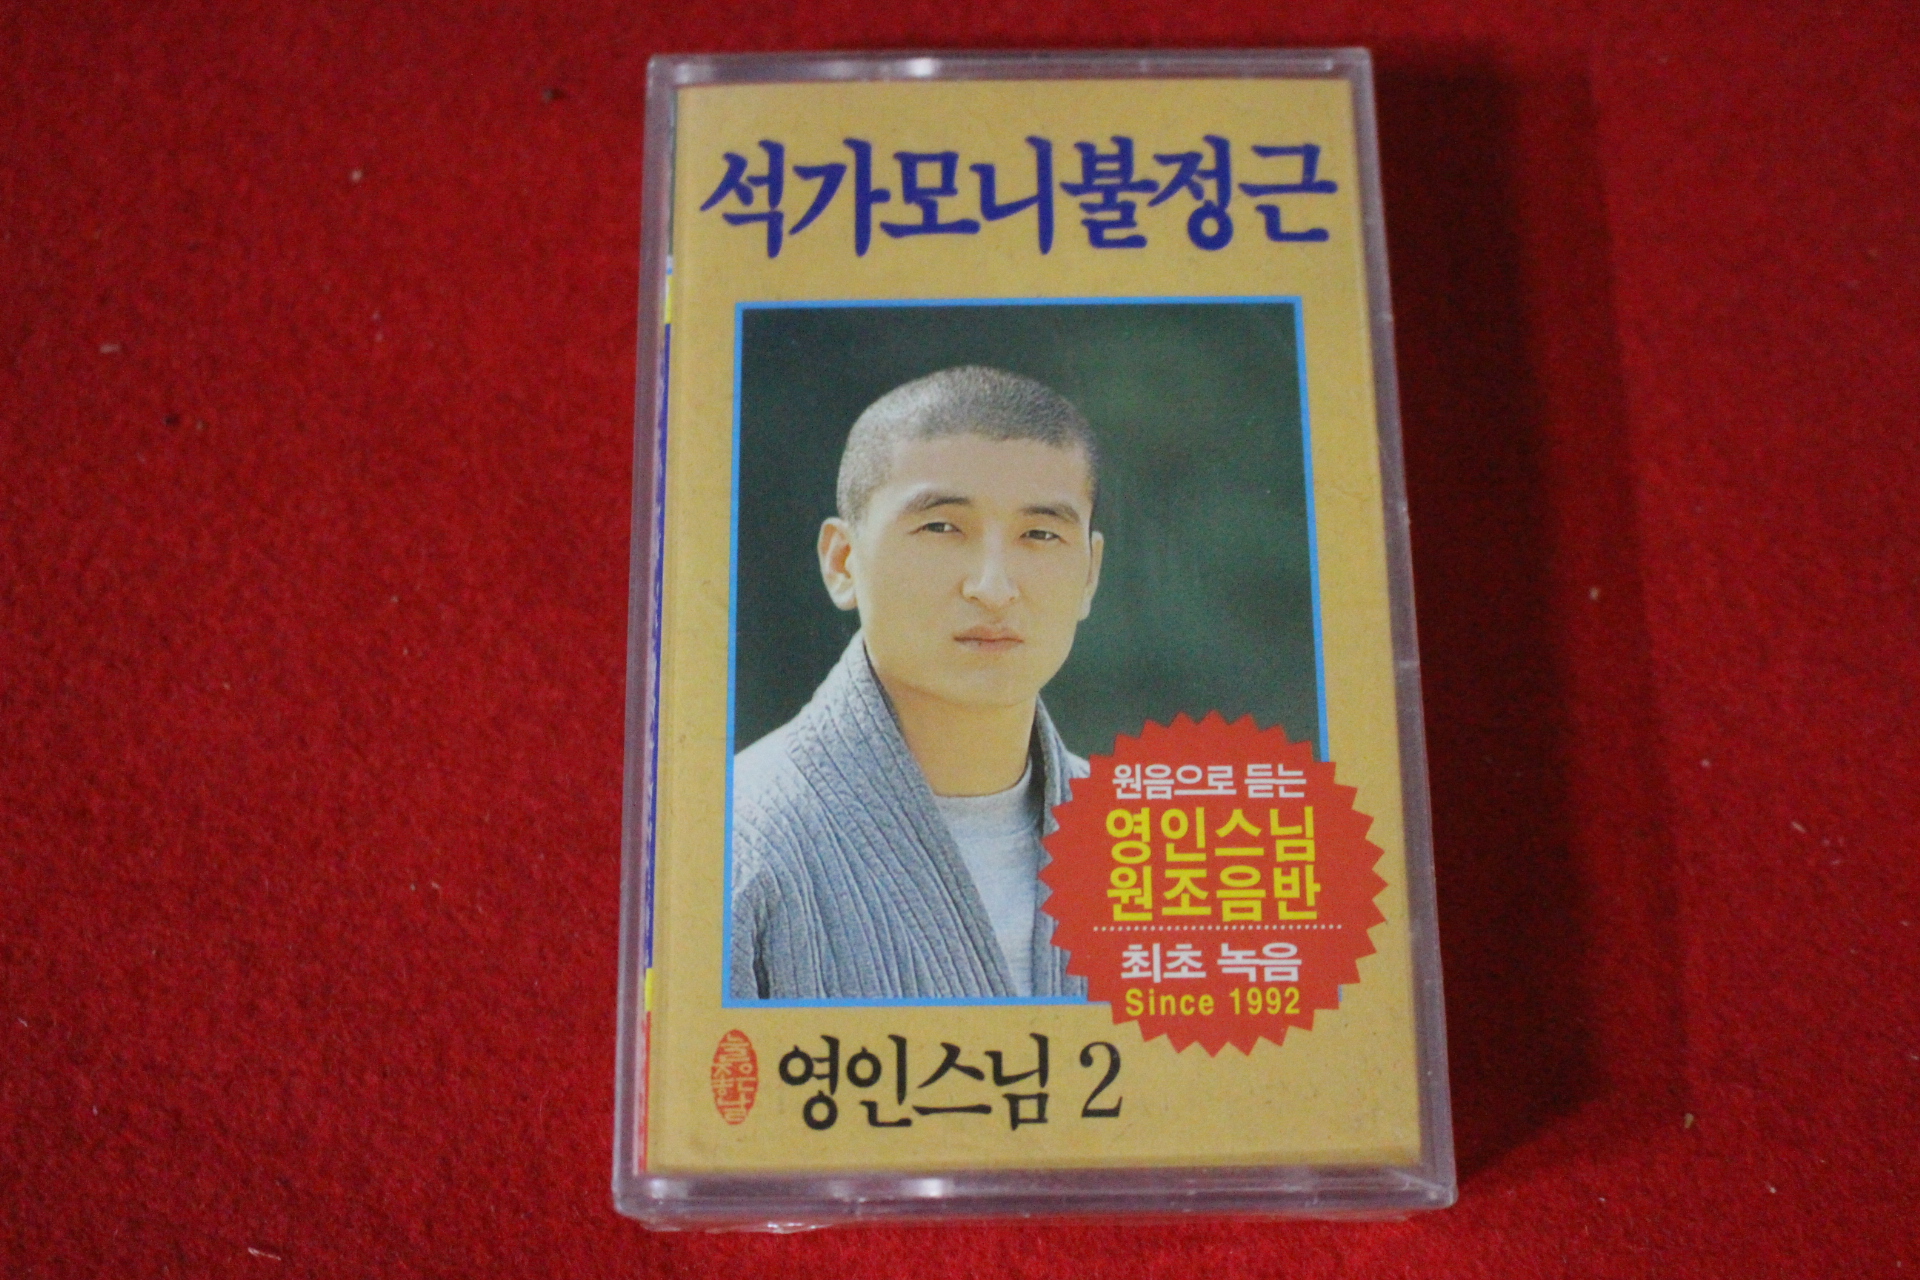 석가모니불정근
원음으로 듣는
영인스님
원조음반
최초 녹음
Since 1992
영인스님 2